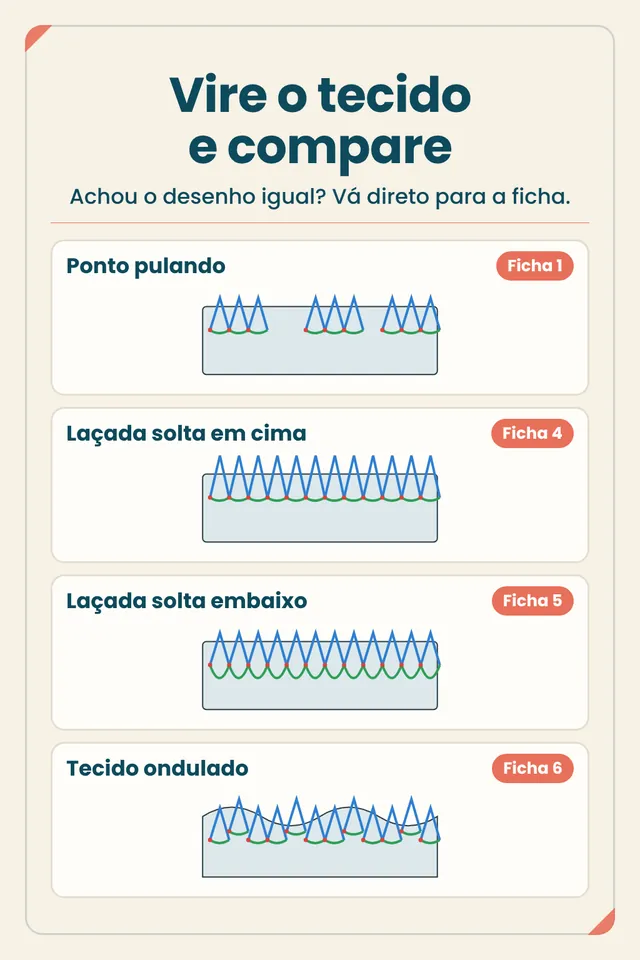 Vire o tecido
e compare
Achou o desenho igual? Vá direto para a ficha.
Ponto pulando
Ficha 1
Laçada solta em cima
Ficha 4
Laçada solta embaixo
Ficha 5
Tecido ondulado
Ficha 6